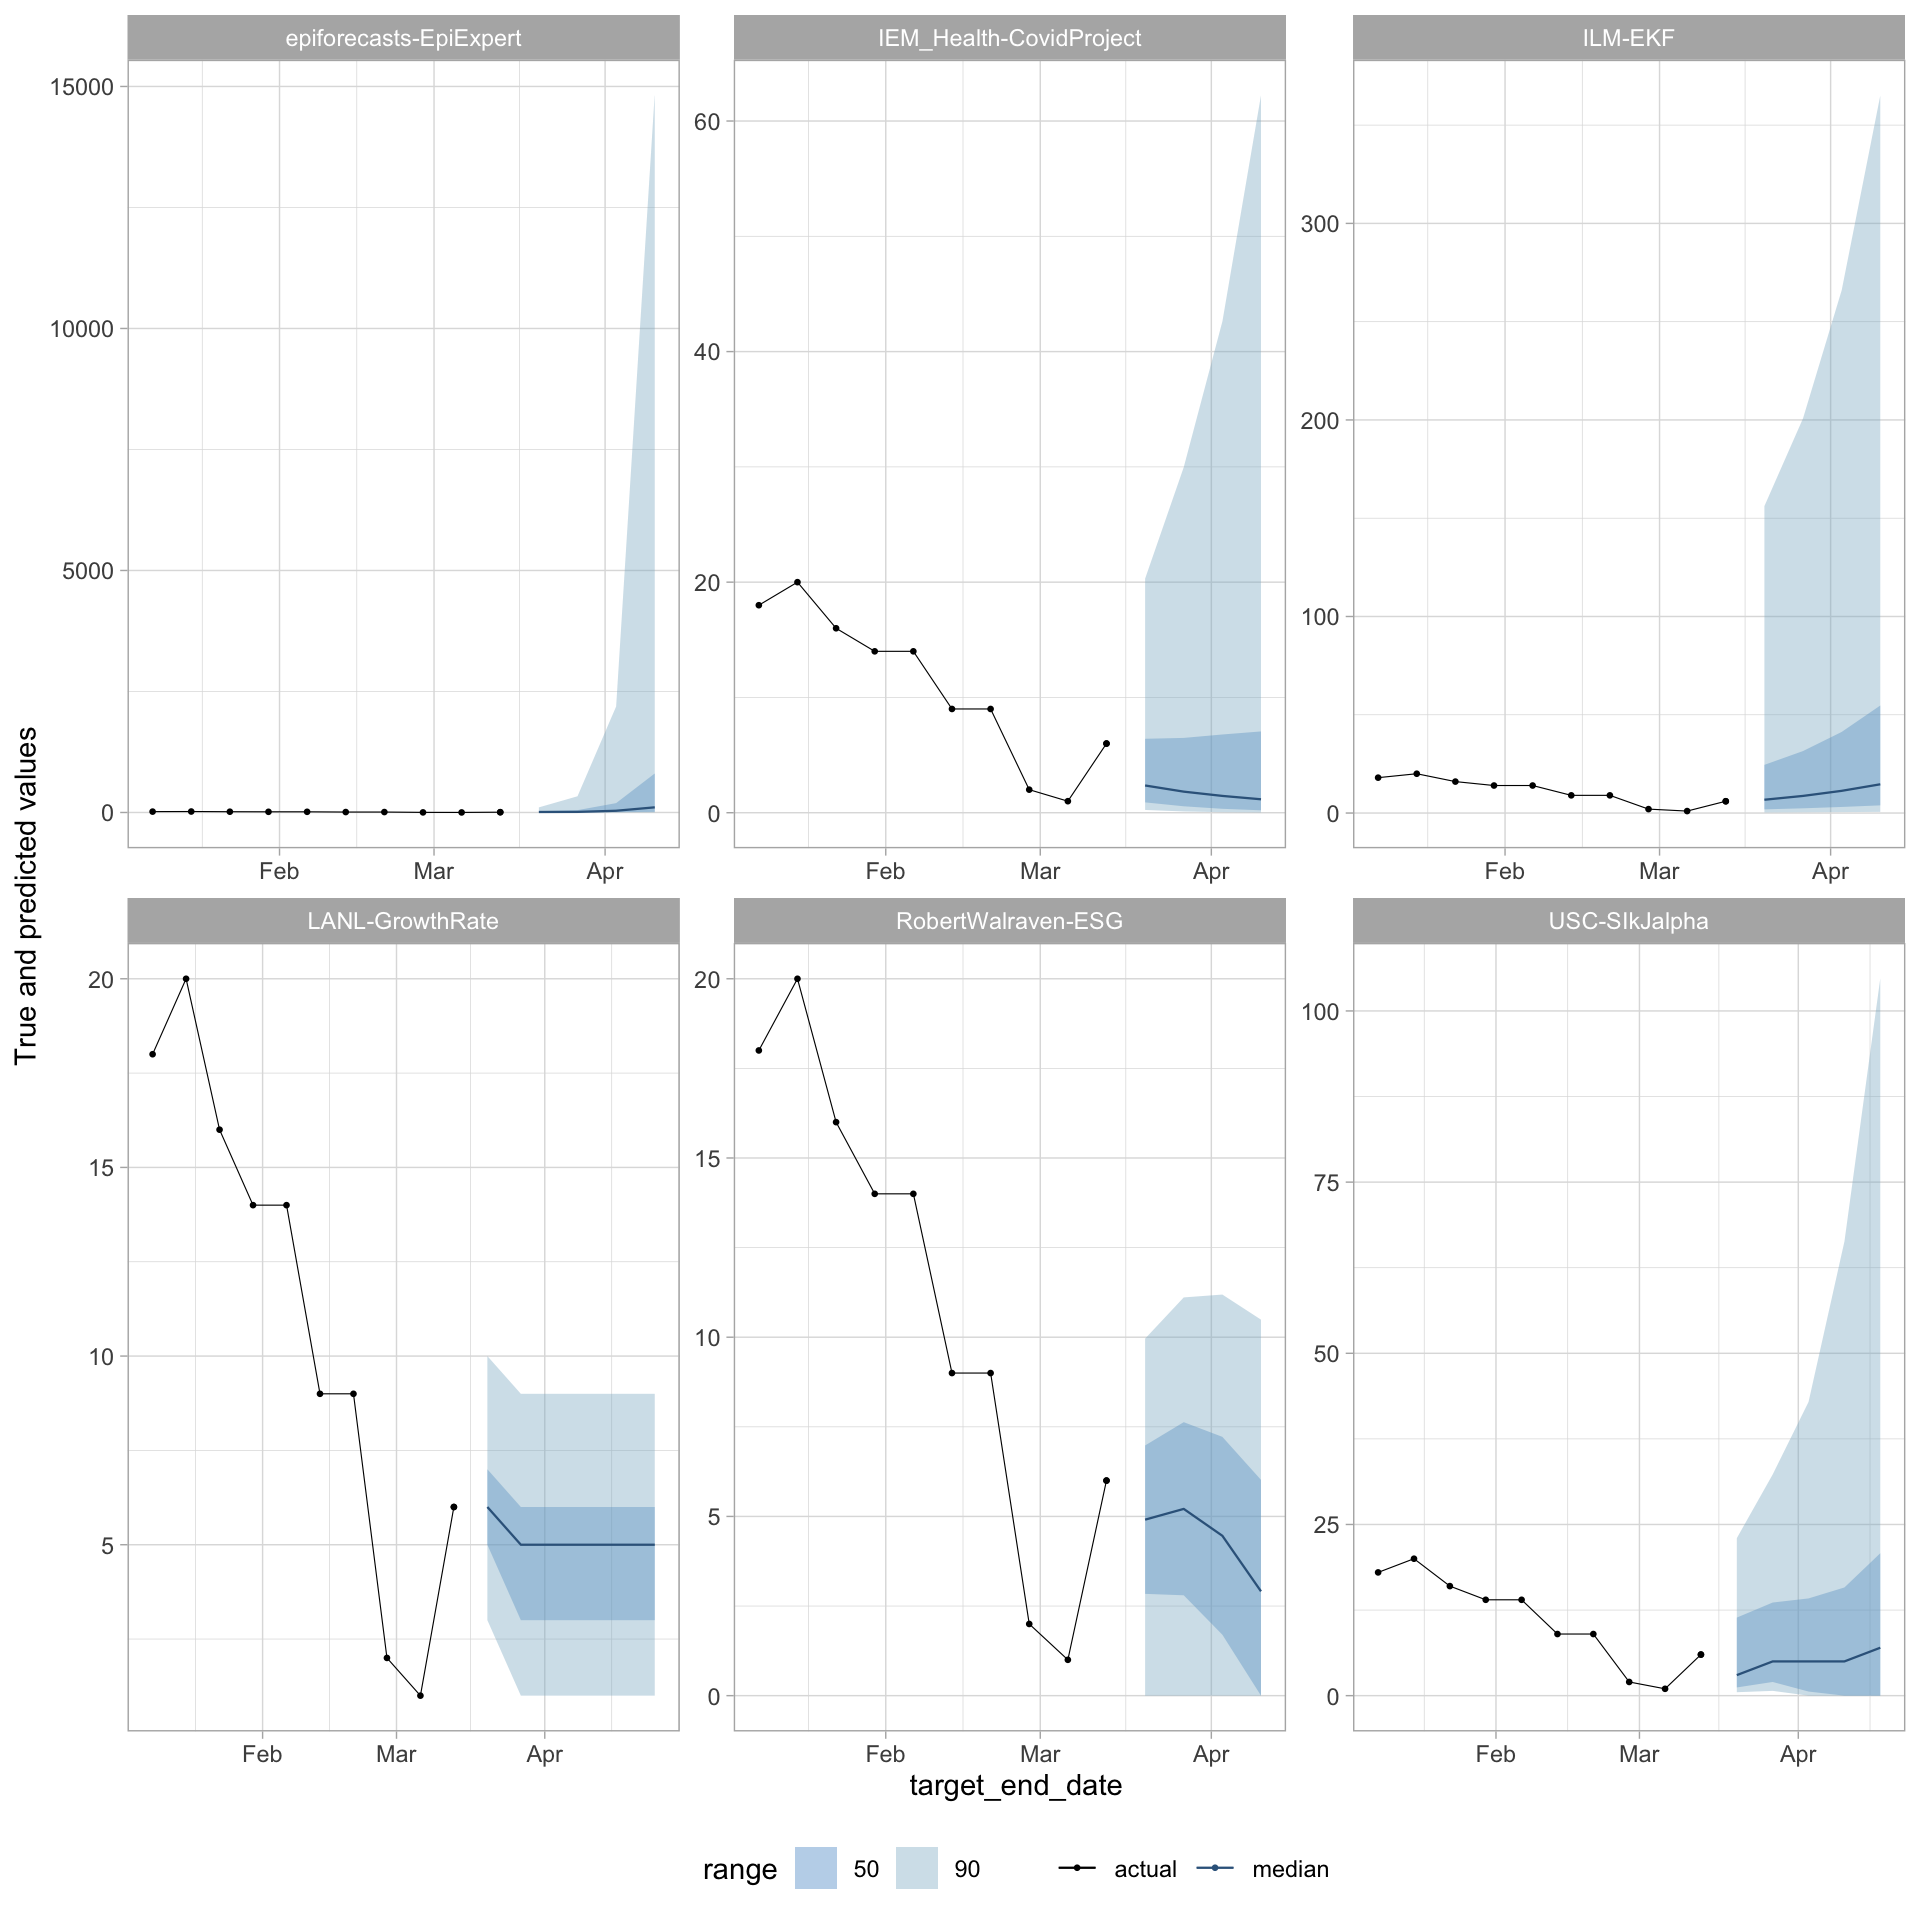 epiforecasts-EpiExpert
IEM_Health-CovidProject
ILM-EKF
15000
10000
5000
0
60
40
20
0
300
200
100
0
Feb Mar Apr
Feb Mar Apr
Feb Mar Apr
True and predicted values
LANL-GrowthRate
RobertWalraven-ESG
USC-SIkJalpha
20
15
10
5
20
15
10
5
0
100
75
50
25
0
Feb Mar Apr
Feb Mar Apr
Feb Mar Apr
target_end_date
range 50 90 actual median